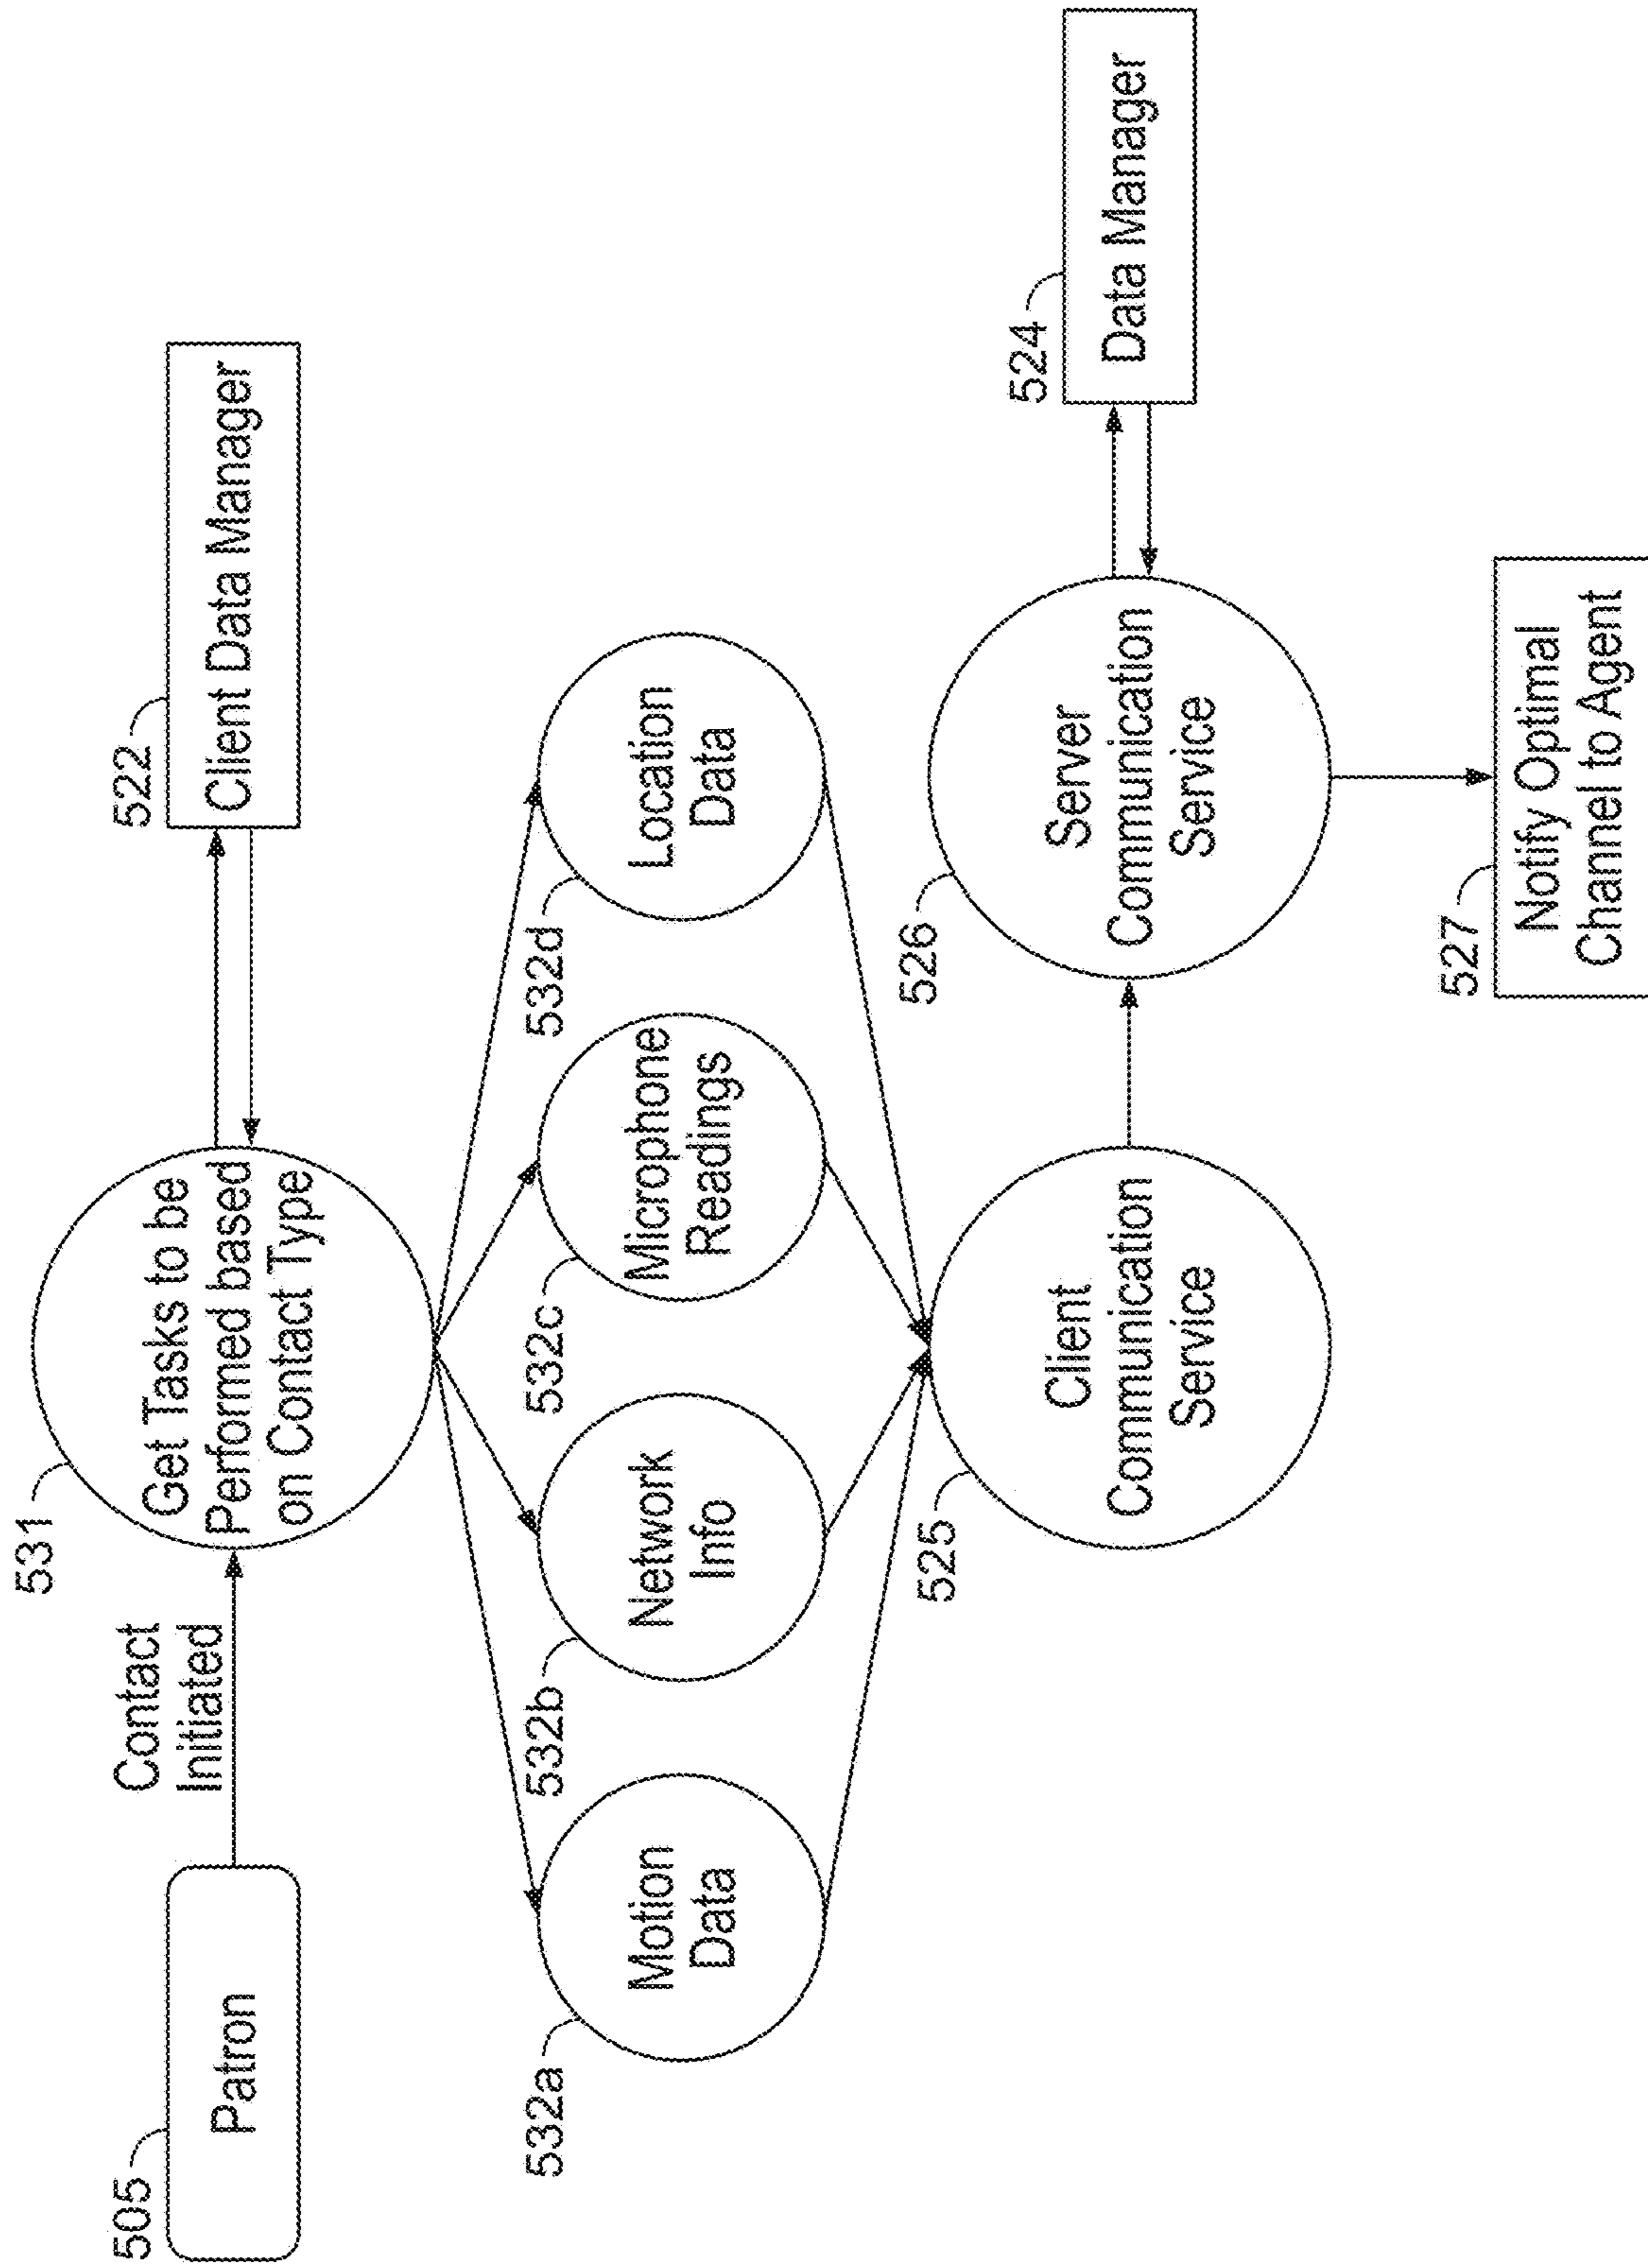 505
Patron
Contact
Initiated
531
Get Tasks to be
Performed based
on Contact Type
522
Client Data Manager
532a
Motion
Data
532b
Network
Info
532c
Microphone
Readings
532d
Location
Data
525
Client
Communication
Service
526
Server
Communication
Service
524
Data Manager
527
Notify Optimal
Channel to Agent